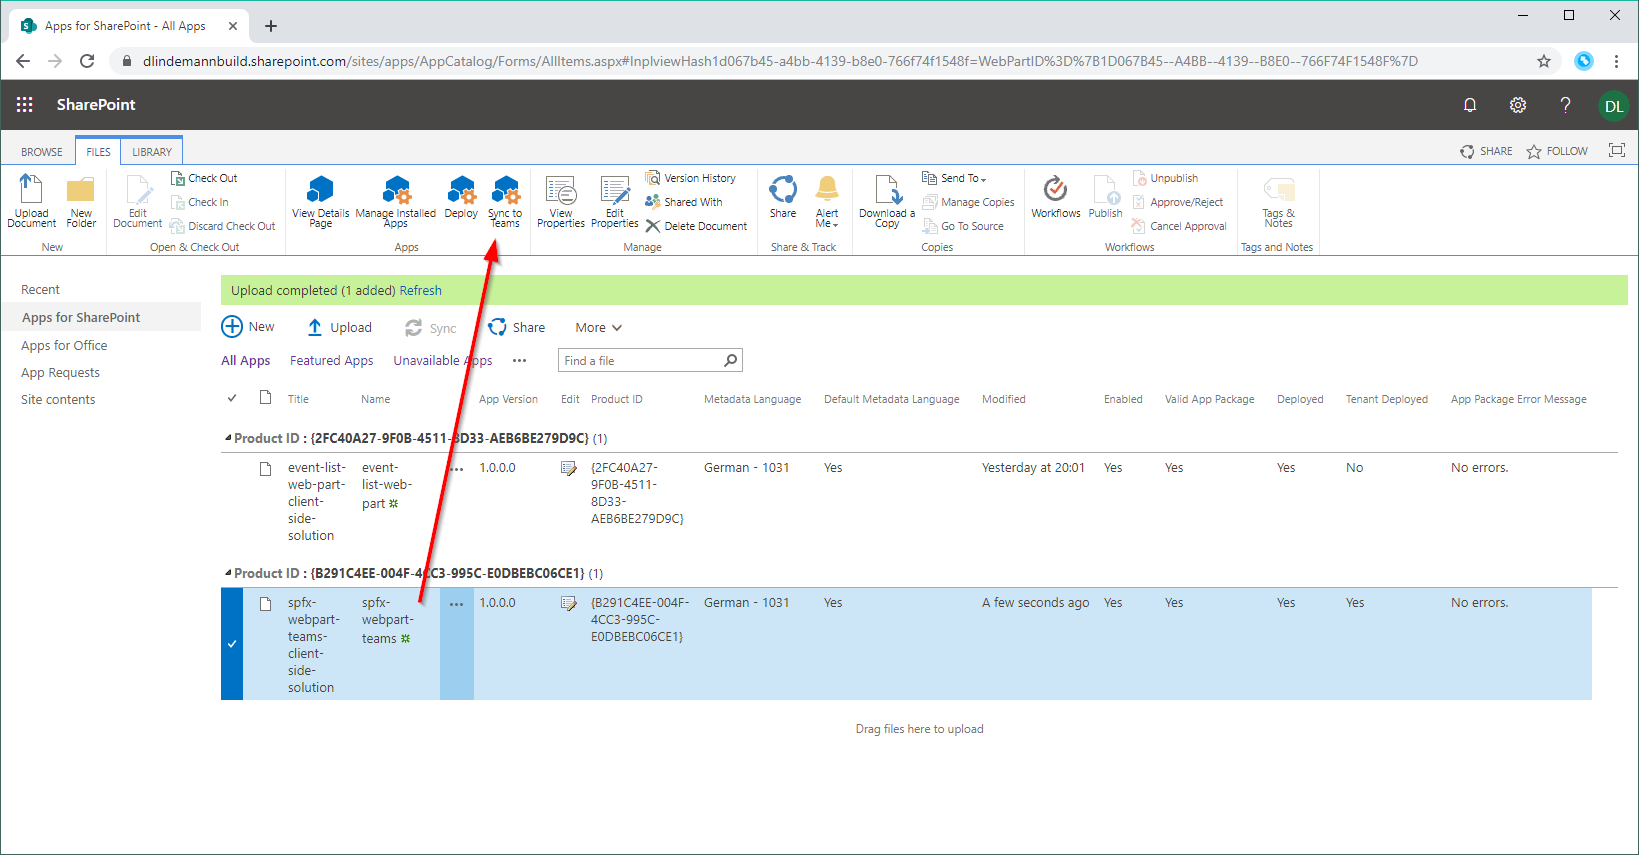 Apps for SharePoint - All Apps
dlindemannbuild.sharepoint.com/sites/apps/AppCatalog/Forms/AllItems.aspx#InplviewHash1d067b45-a4bb-4139-b8e0-766f74f1548f=WebPartID%3D%7B1D067B45--A4BB--4139--B8E0--766F74F1548F%7D
SharePoint
DL
BROWSE FILES LIBRARY SHARE FOLLOW
Upload Document
New Folder
New
Edit Document
Check Out
Check In
Discard Check Out
Open & Check Out
View Details Page
Manage Installed Apps
Deploy
Sync to Teams
Apps
View Properties
Edit Properties
Version History
Shared With
Delete Document
Manage
Share
Alert Me
Share & Track
Download a Copy
Send To
Manage Copies
Go To Source
Copies
Workflows
Publish
Unpublish
Approve/Reject
Cancel Approval
Workflows
Tags & Notes
Tags and Notes
Recent
Apps for SharePoint
Apps for Office
App Requests
Site contents
Upload completed (1 added) Refresh
New Upload Sync Share More
All Apps Featured Apps Unavailable Apps ••• Find a file
Title Name App Version Edit Product ID Metadata Language Default Metadata Language Modified Enabled Valid App Package Deployed Tenant Deployed App Package Error Message
Product ID : {2FC40A27-9F0B-4511-8D33-AEB6BE279D9C} (1)
event-list-web-part-client-side-solution event-list-web-part ••• 1.0.0.0 {2FC40A27-9F0B-4511-8D33-AEB6BE279D9C} German - 1031 Yes Yesterday at 20:01 Yes Yes Yes No No errors.
Product ID : {B291C4EE-004F-4CC3-995C-E0DBEBC06CE1} (1)
spfx-webpart-teams-client-side-solution spfx-webpart-teams ••• 1.0.0.0 {B291C4EE-004F-4CC3-995C-E0DBEBC06CE1} German - 1031 Yes A few seconds ago Yes Yes Yes Yes No errors.
Drag files here to upload